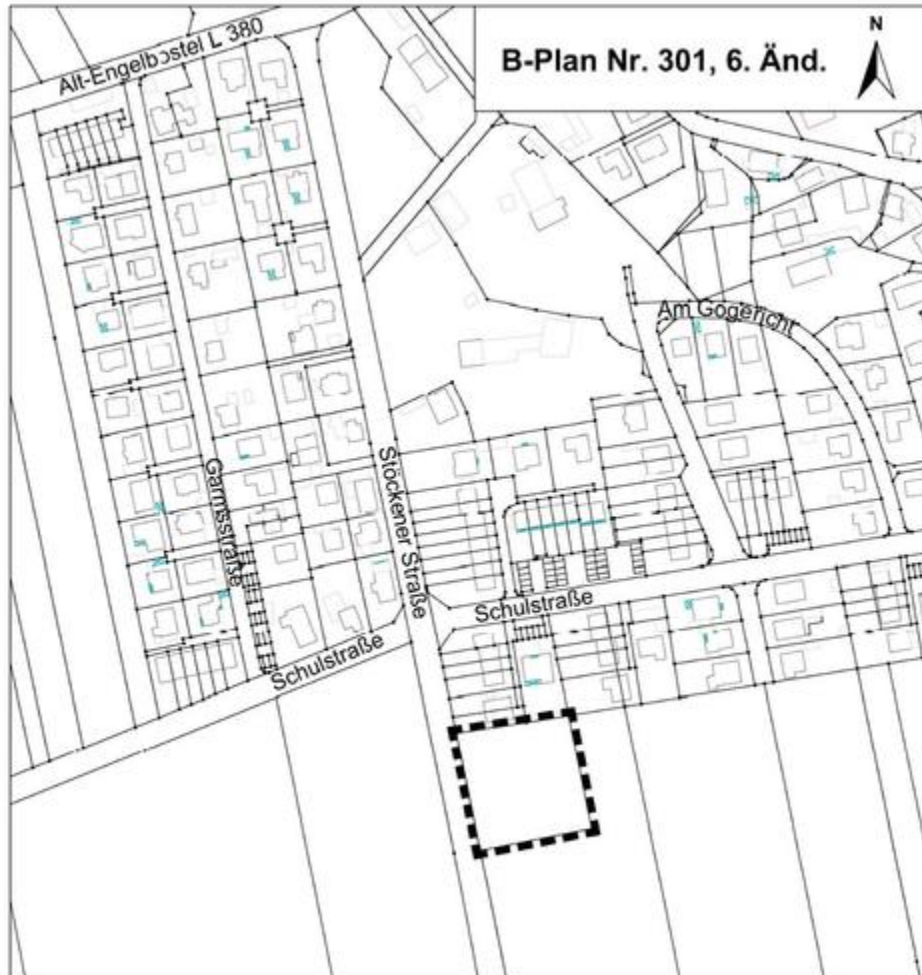 N
B-Plan Nr. 301, 6. Änd.
Alt-Engelbostel L 380
Am Gogericht
Garnsstraße
Stöckener Straße
Schulstraße
Schulstraße